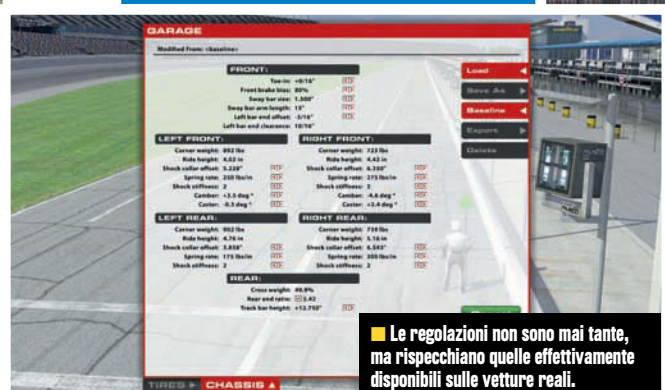 GARAGE
Modified From: <baseline>
FRONT:
Toe-in: +0/16"
Front brake bias: 80%
Sway bar size: 1.500"
Sway bar arm length: 15"
Left bar end offset: -3/16"
Left bar end clearance: 10/16"
LEFT FRONT:
Corner weight: 892 lbs
Ride height: 4.02 in
Shock collar offset: 5.220"
Spring rate: 250 lbs/in
Shock stiffness: 2
Camber: +3.5 deg °
Caster: -0.5 deg °
RIGHT FRONT:
Corner weight: 723 lbs
Ride height: 4.42 in
Shock collar offset: 6.350"
Spring rate: 275 lbs/in
Shock stiffness: 2
Camber: -4.6 deg °
Caster: +2.4 deg °
LEFT REAR:
Corner weight: 902 lbs
Ride height: 4.76 in
Shock collar offset: 5.858"
Spring rate: 175 lbs/in
Shock stiffness: 2
RIGHT REAR:
Corner weight: 739 lbs
Ride height: 5.16 in
Shock collar offset: 6.343"
Spring rate: 200 lbs/in
Shock stiffness: 2
REAR:
Cross weight: 49.9%
Rear end ratio: 5.42
Track bar height: +12.750"
Load
Save As
Baseline
Export
Delete
TIRES
CHASSIS
Le regolazioni non sono mai tante,
ma rispecchiano quelle effettivamente
disponibili sulle vetture reali.